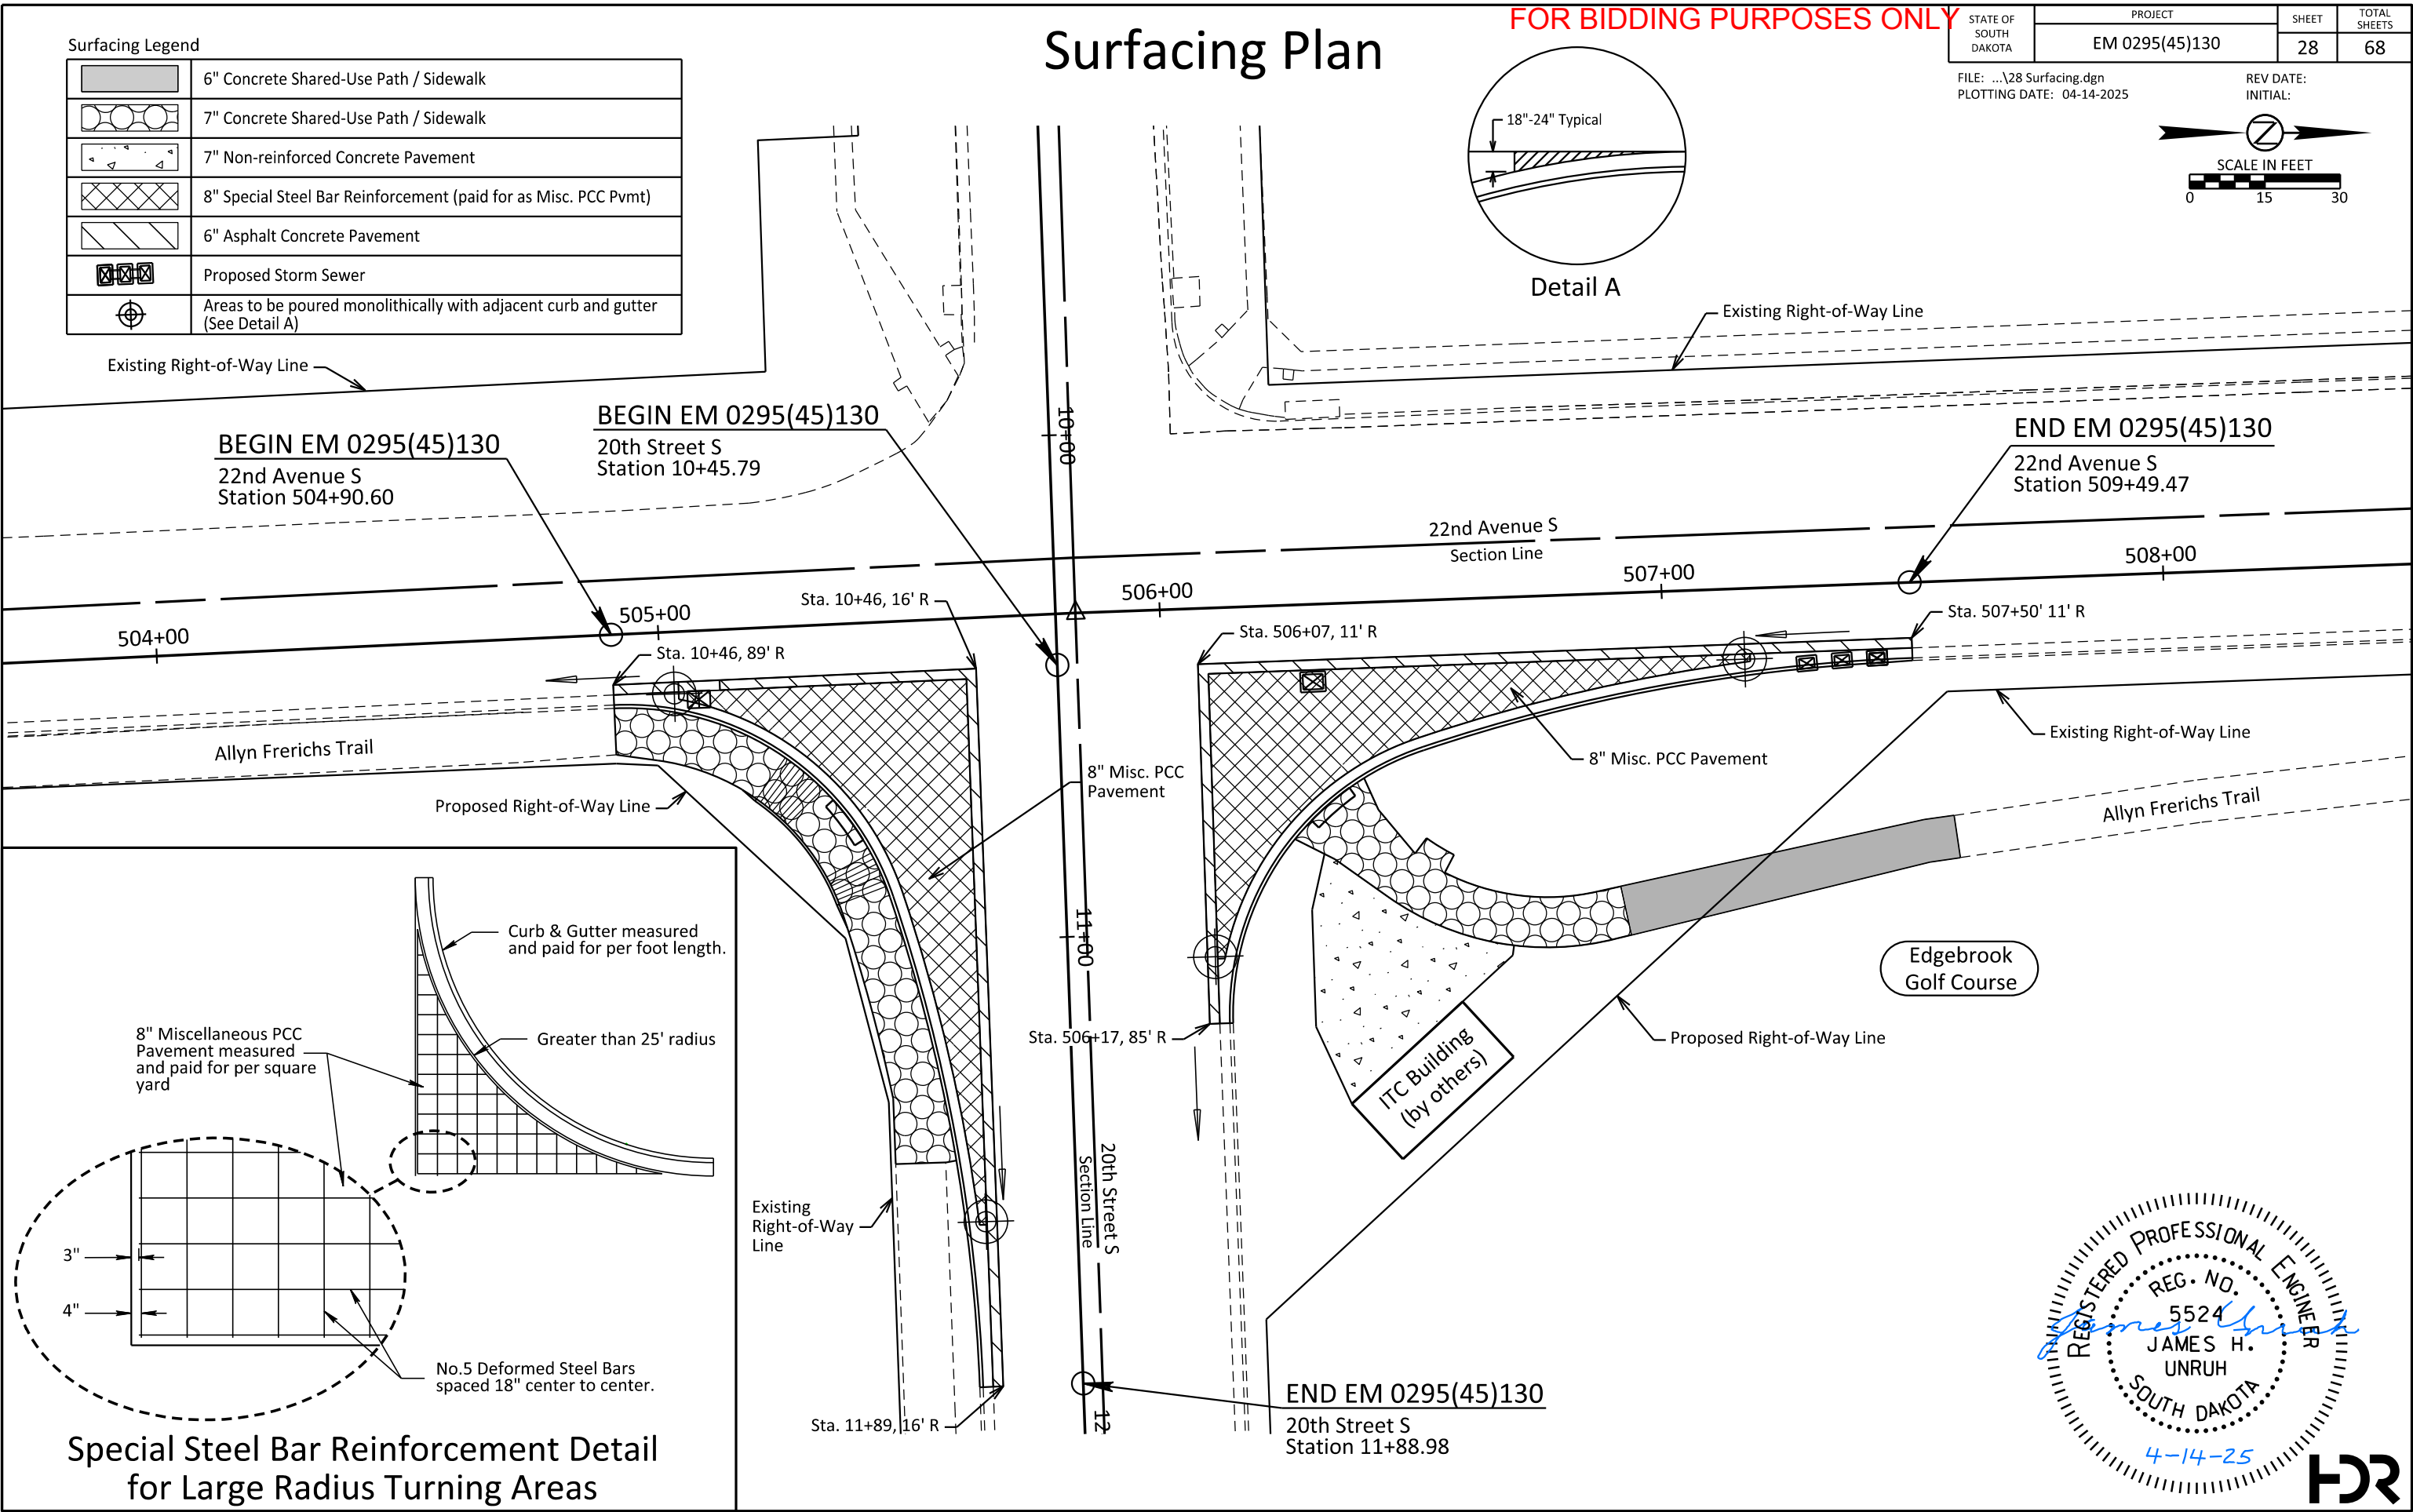 FOR BIDDING PURPOSES ONLY
Surfacing Plan
STATE OF
SOUTH
DAKOTA
PROJECT
EM 0295(45)130
SHEET
28
TOTAL
SHEETS
68
FILE: ...\28 Surfacing.dgn
PLOTTING DATE: 04-14-2025
REV DATE:
INITIAL:
Z
SCALE IN FEET
0 15 30
Surfacing Legend
6" Concrete Shared-Use Path / Sidewalk
7" Concrete Shared-Use Path / Sidewalk
7" Non-reinforced Concrete Pavement
8" Special Steel Bar Reinforcement (paid for as Misc. PCC Pvmt)
6" Asphalt Concrete Pavement
Proposed Storm Sewer
Areas to be poured monolithically with adjacent curb and gutter
(See Detail A)
18"-24" Typical
Detail A
Existing Right-of-Way Line
Existing Right-of-Way Line
BEGIN EM 0295(45)130
22nd Avenue S
Station 504+90.60
BEGIN EM 0295(45)130
20th Street S
Station 10+45.79
END EM 0295(45)130
22nd Avenue S
Station 509+49.47
10+00
22nd Avenue S
Section Line
504+00
505+00
506+00
507+00
508+00
Sta. 10+46, 16' R
Sta. 10+46, 89' R
Sta. 506+07, 11' R
Sta. 507+50' 11' R
Allyn Frerichs Trail
Proposed Right-of-Way Line
8" Misc. PCC
Pavement
8" Misc. PCC Pavement
Existing Right-of-Way Line
Allyn Frerichs Trail
11+00
Sta. 506+17, 85' R
Edgebrook
Golf Course
Proposed Right-of-Way Line
ITC Building
(by others)
20th Street S
Section Line
Existing
Right-of-Way
Line
Sta. 11+89, 16' R
12
END EM 0295(45)130
20th Street S
Station 11+88.98
Curb & Gutter measured
and paid for per foot length.
Greater than 25' radius
8" Miscellaneous PCC
Pavement measured
and paid for per square
yard
3"
4"
No.5 Deformed Steel Bars
spaced 18" center to center.
Special Steel Bar Reinforcement Detail
for Large Radius Turning Areas
REGISTERED PROFESSIONAL ENGINEER
REG. NO.
5524
James Unruh
JAMES H.
UNRUH
SOUTH DAKOTA
4-14-25
HDR